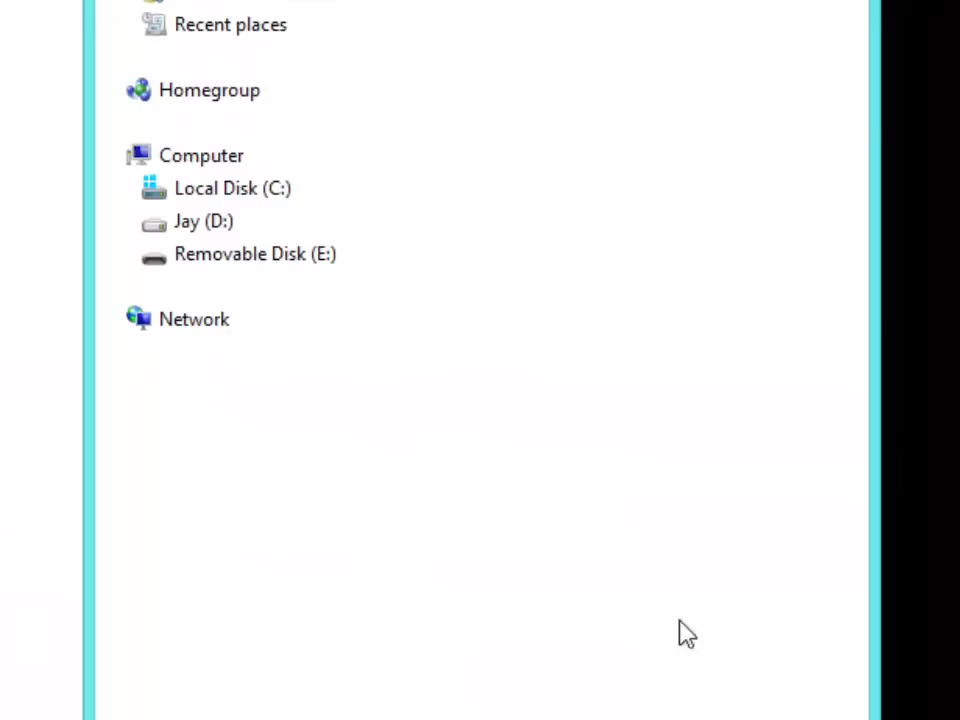 Recent places
Homegroup
Computer
Local Disk (C:)
Jay (D:)
Removable Disk (E:)
Network